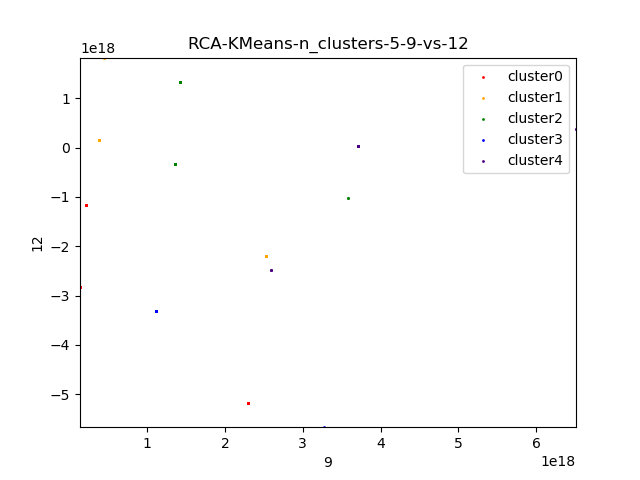 RCA-KMeans-n_clusters-5-9-vs-12
1e18
cluster0
cluster1
cluster2
cluster3
cluster4
1
0
−1
−2
−3
−4
−5
12
1 2 3 4 5 6
9
1e18